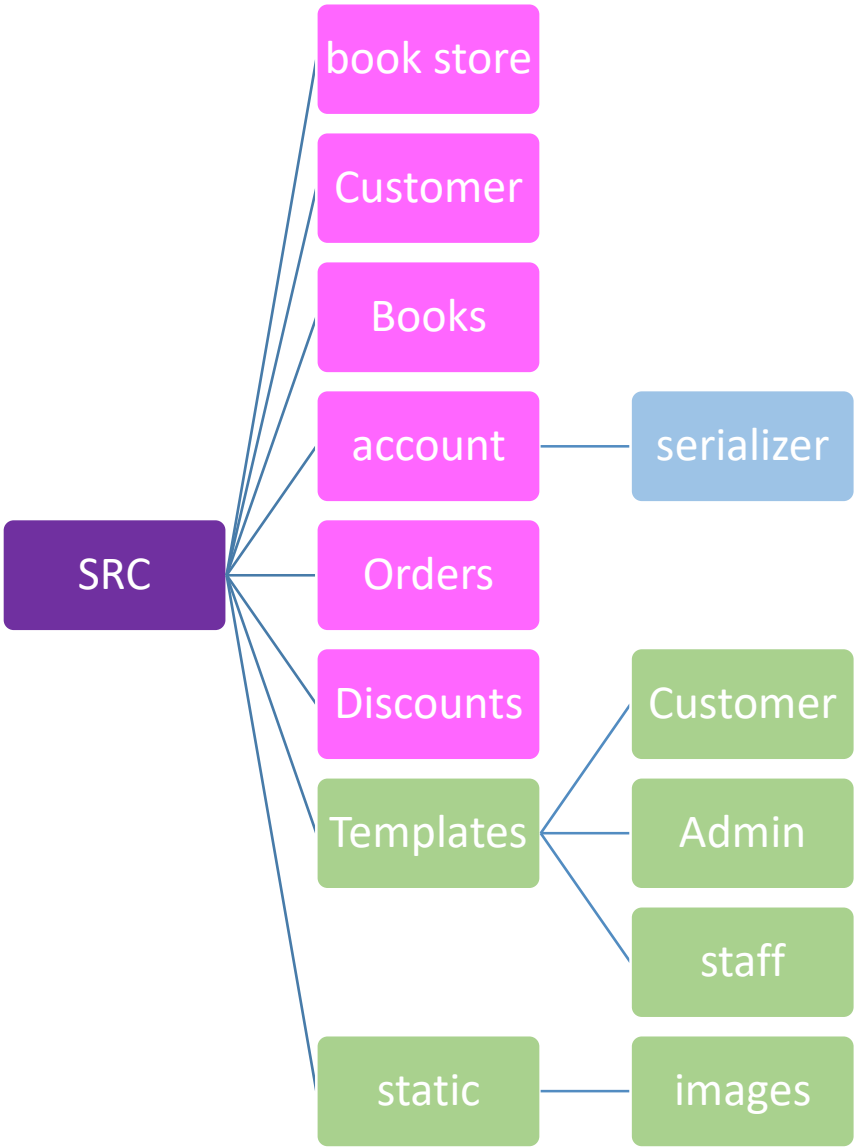 book store
Customer
Books
account
serializer
SRC
Orders
Discounts
Customer
Templates
Admin
staff
static
images